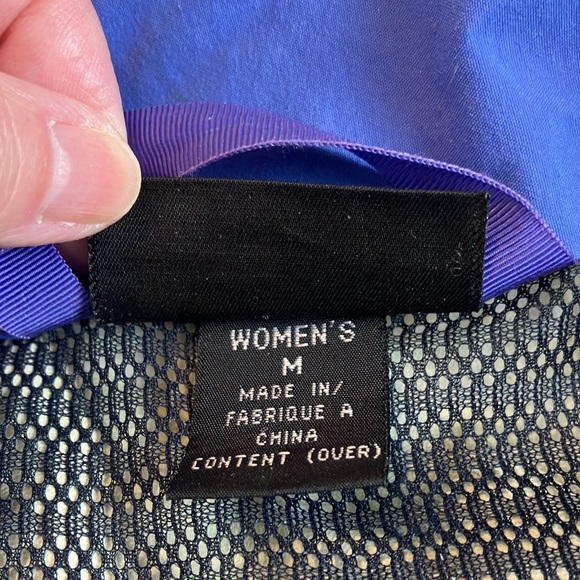 WOMEN'S
M
MADE IN/
FABRIQUE A
CHINA
CONTENT (OVER)